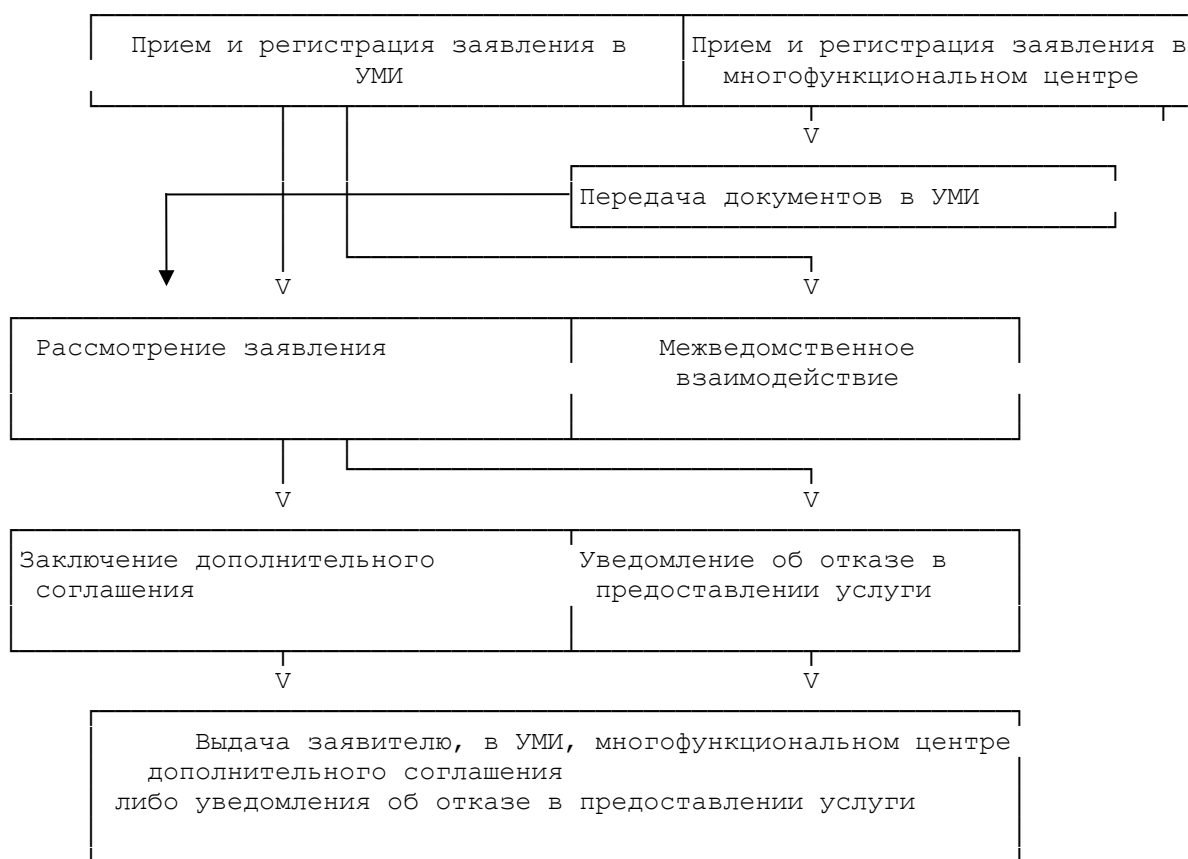 Прием и регистрация заявления в
УМИ
Прием и регистрация заявления в
многофункциональном центре
V
Передача документов в УМИ
V
V
Рассмотрение заявления
Межведомственное
взаимодействие
V
V
Заключение дополнительного
соглашения
Уведомление об отказе в
предоставлении услуги
V
V
Выдача заявителю, в УМИ, многофункциональном центре
дополнительного соглашения
либо уведомления об отказе в предоставлении услуги